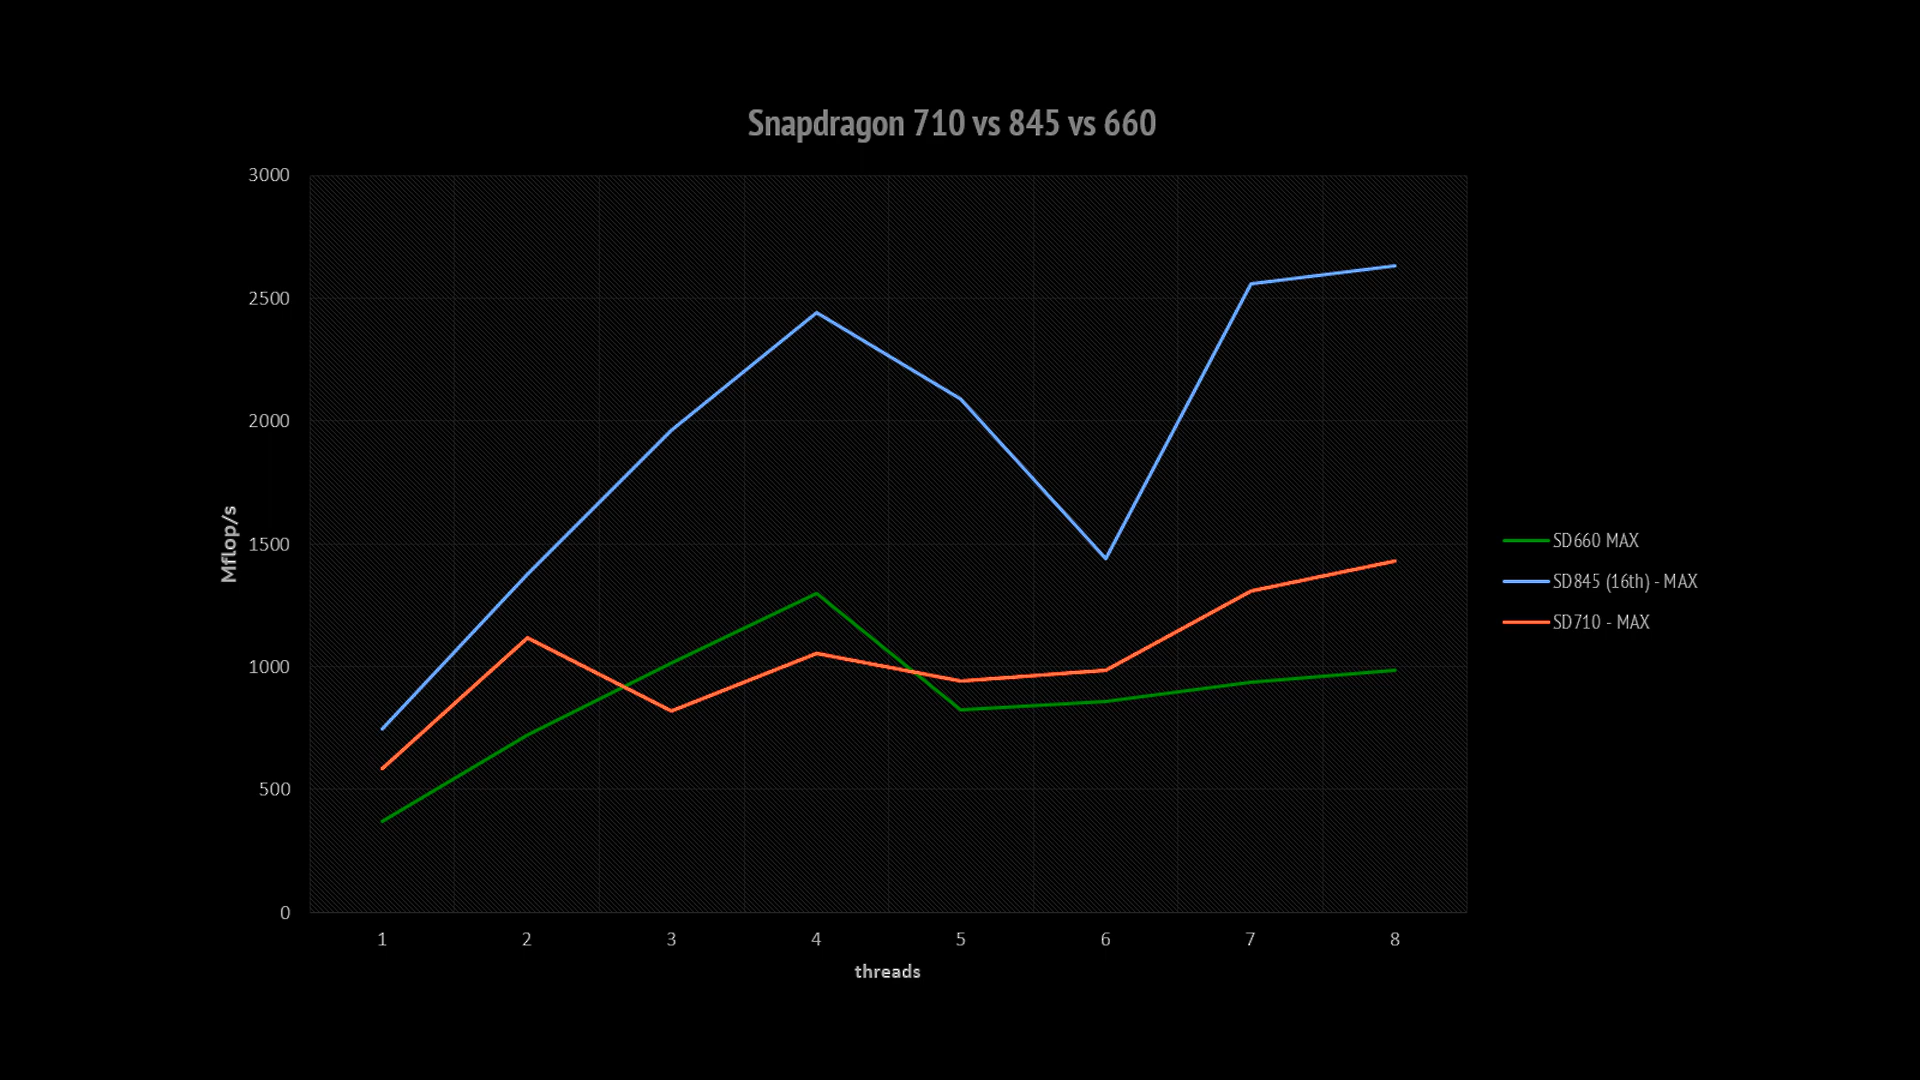 Snapdragon 710 vs 845 vs 660
3000
2500
2000
1500
1000
500
0
Mflop/s
1 2 3 4 5 6 7 8
threads
SD660 MAX
SD845 (16th) - MAX
SD710 - MAX